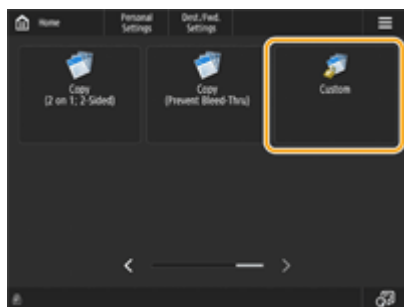 Home
Personal
Settings
Dest./Fwd.
Settings
Copy
(2 on 1; 2-Sided)
Copy
(Prevent Bleed-Thru)
Custom